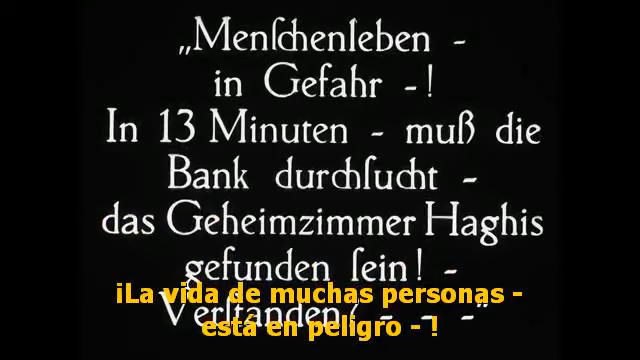 „Menſchenleben -
in Gefahr -!
In 13 Minuten - muß die
Bank durchſucht -
das Geheimzimmer Haghis
gefunden ſein! -
Verſtanden? - - -"
¡La vida de muchas personas -
está en peligro - !